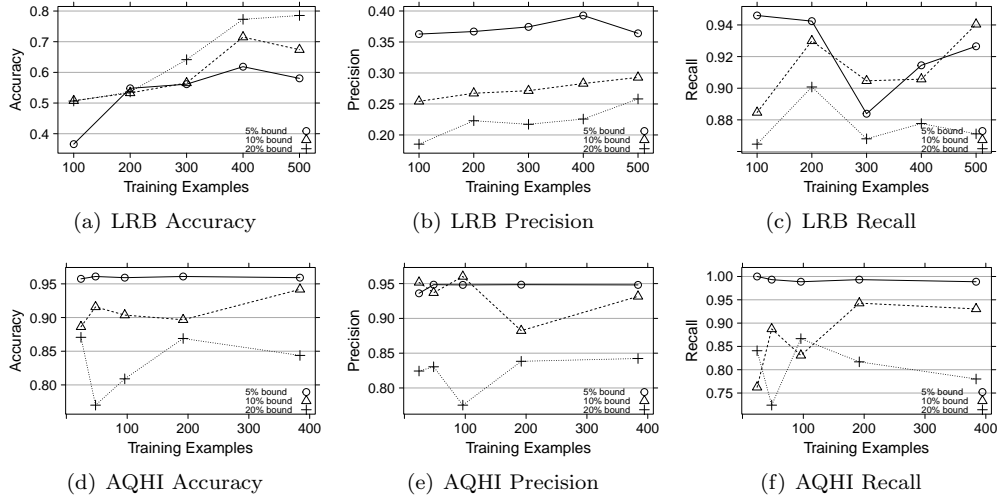 Accuracy
0.8
0.7
0.6
0.5
0.4
5% bound
10% bound
20% bound
100 200 300 400 500
Training Examples
(a) LRB Accuracy
Precision
0.40
0.35
0.30
0.25
0.20
5% bound
10% bound
20% bound
100 200 300 400 500
Training Examples
(b) LRB Precision
Recall
0.94
0.92
0.90
0.88
5% bound
10% bound
20% bound
100 200 300 400 500
Training Examples
(c) LRB Recall
Accuracy
0.95
0.90
0.85
0.80
5% bound
10% bound
20% bound
0 100 200 300 400
Training Examples
(d) AQHI Accuracy
Precision
0.95
0.90
0.85
0.80
5% bound
10% bound
20% bound
0 100 200 300 400
Training Examples
(e) AQHI Precision
Recall
1.00
0.95
0.90
0.85
0.80
0.75
5% bound
10% bound
20% bound
0 100 200 300 400
Training Examples
(f) AQHI Recall